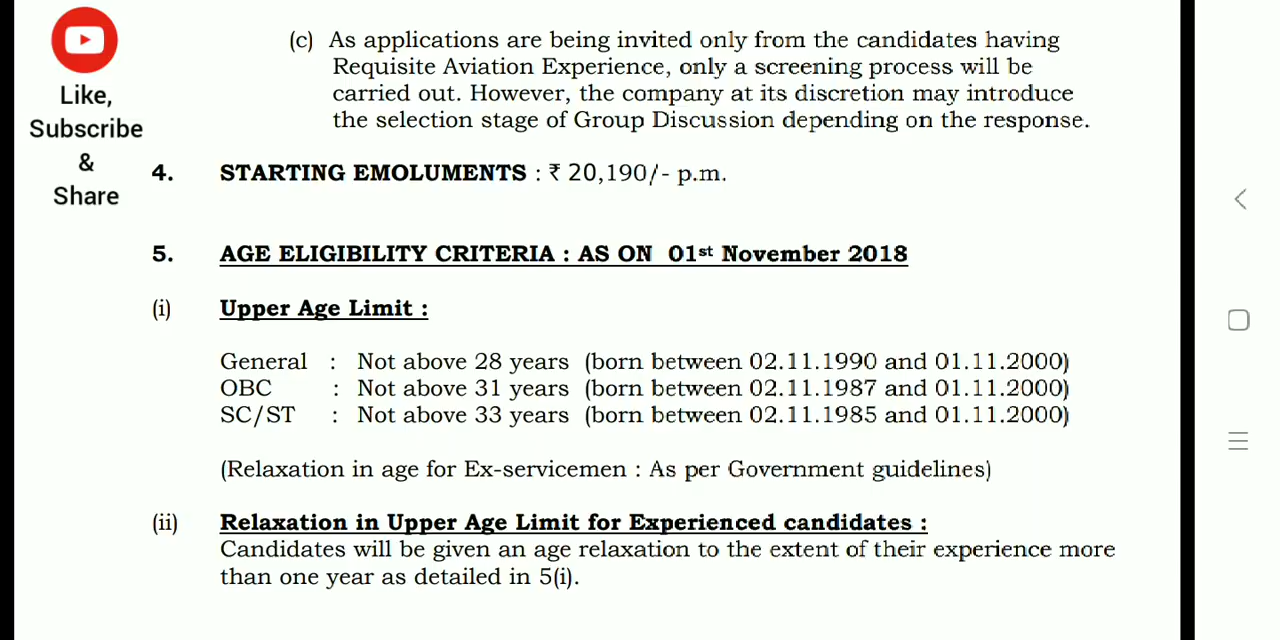 (c) As applications are being invited only from the candidates having
Requisite Aviation Experience, only a screening process will be
carried out. However, the company at its discretion may introduce
the selection stage of Group Discussion depending on the response.
Like,
Subscribe
&
Share
4. STARTING EMOLUMENTS : ₹ 20,190/- p.m.
5. AGE ELIGIBILITY CRITERIA : AS ON 01st November 2018
(i) Upper Age Limit :
General : Not above 28 years (born between 02.11.1990 and 01.11.2000)
OBC : Not above 31 years (born between 02.11.1987 and 01.11.2000)
SC/ST : Not above 33 years (born between 02.11.1985 and 01.11.2000)
(Relaxation in age for Ex-servicemen : As per Government guidelines)
(ii) Relaxation in Upper Age Limit for Experienced candidates :
Candidates will be given an age relaxation to the extent of their experience more
than one year as detailed in 5(i).